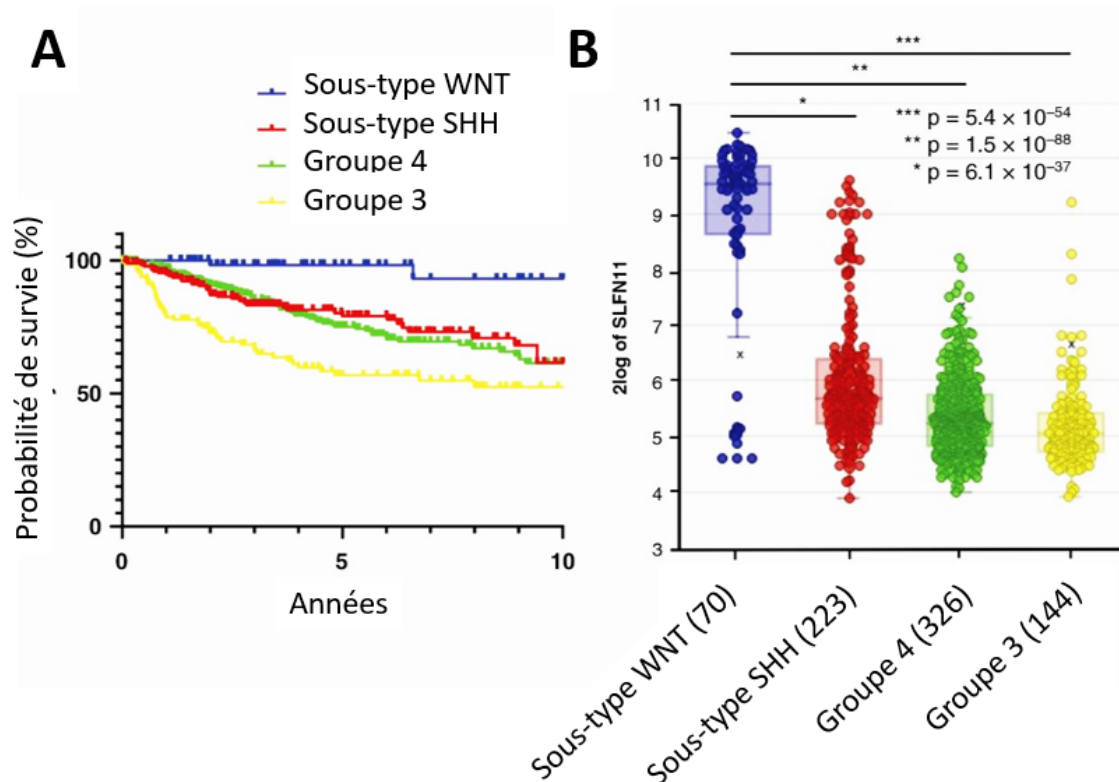 A
Sous-type WNT
Sous-type SHH
Groupe 4
Groupe 3
Probabilité de survie (%)
100
50
0
0
5
10
Années
B
***
**
*
*** p = 5.4 × 10⁻⁵⁴
** p = 1.5 × 10⁻⁸⁸
* p = 6.1 × 10⁻³⁷
2log of SLFN11
11
10
9
8
7
6
5
4
3
Sous-type WNT (70)
Sous-type SHH (223)
Groupe 4 (326)
Groupe 3 (144)